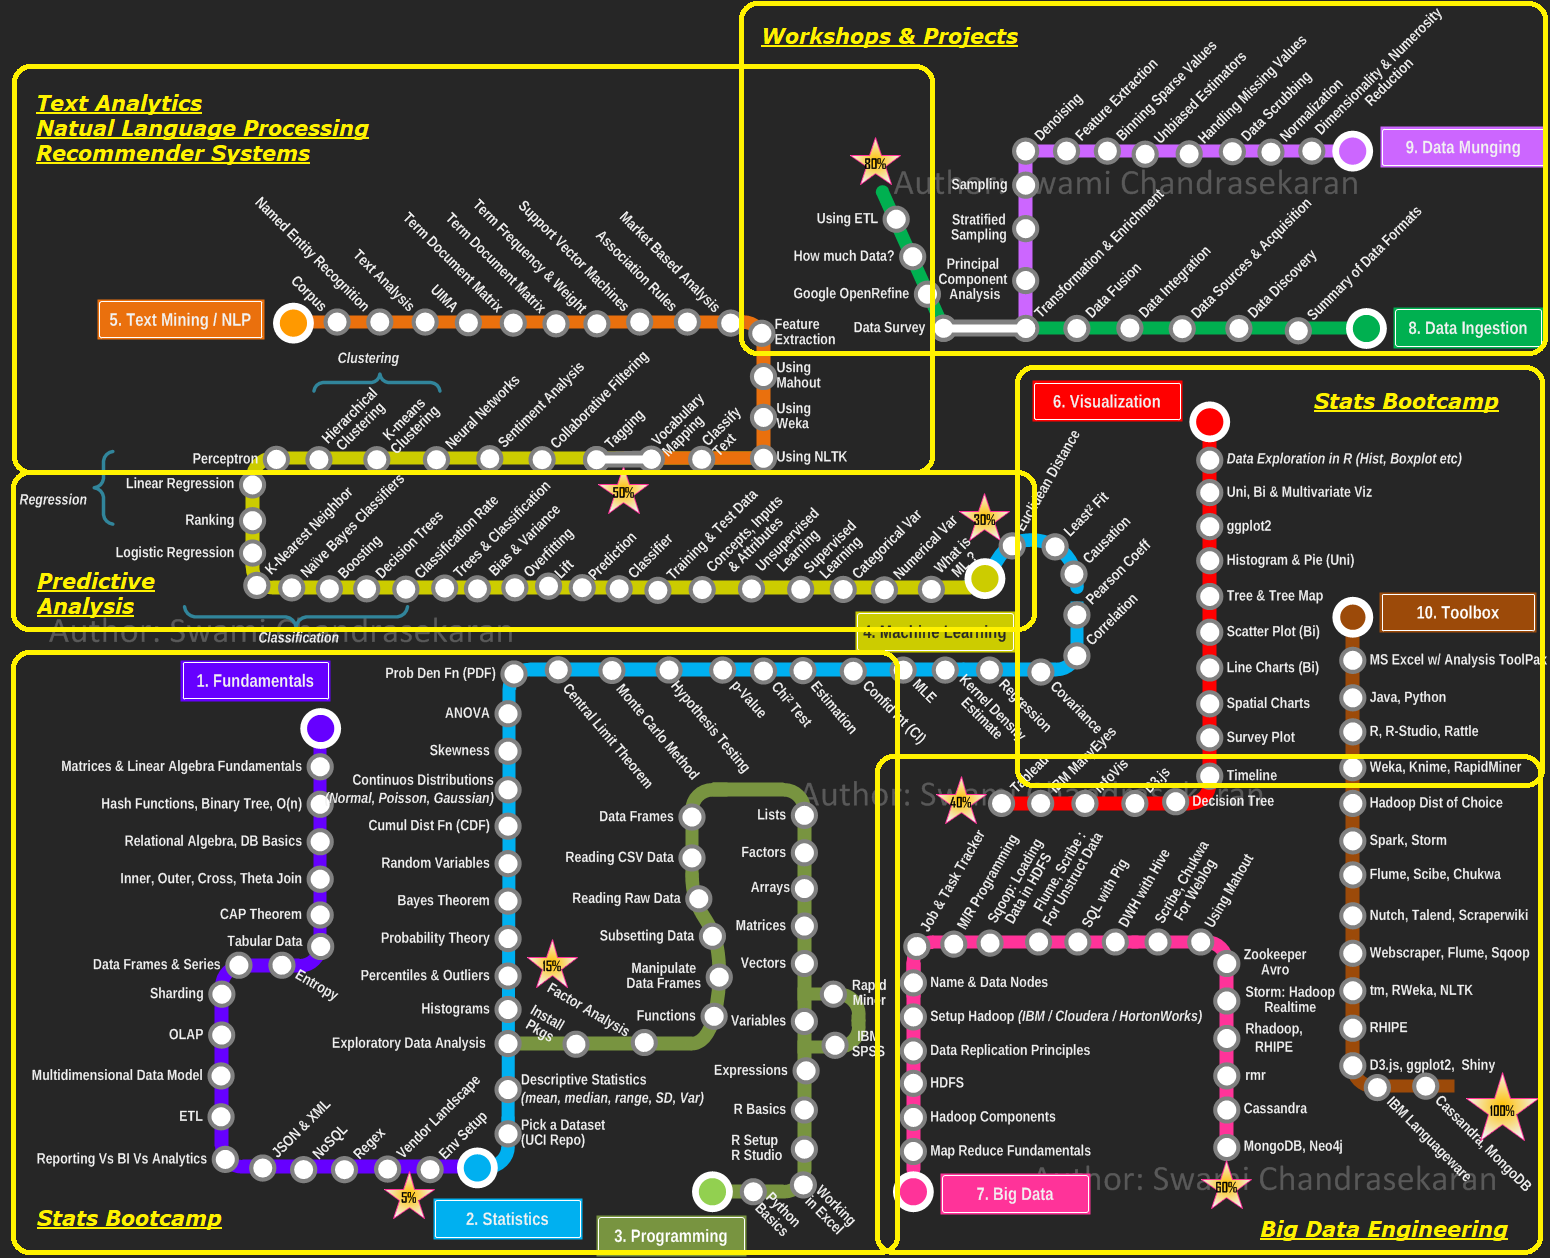 Workshops & Projects
Text Analytics
Natual Language Processing
Recommender Systems
Denoising
Feature Extraction
Binning Sparse Values
Unbiased Estimators
Handling Missing Values
Data Scrubbing
Normalization
Dimensionality & Numerosity
Reduction
9. Data Munging
80%
Author: Swami Chandrasekaran
Sampling
Stratified
Sampling
Principal
Component
Analysis
Using ETL
How much Data?
Google OpenRefine
Data Survey
Transformation & Enrichment
Data Fusion
Data Integration
Data Sources & Acquisition
Data Discovery
Summary of Data Formats
8. Data Ingestion
5. Text Mining / NLP
Corpus
Named Entity Recognition
Text Analysis
UIMA
Term Document Matrix
Term Document Matrix
Term Frequency & Weight
Support Vector Machines
Association Rules
Market Based Analysis
Feature
Extraction
Using
Mahout
Using
Weka
Using NLTK
Clustering
Hierarchical
Clustering
K-means
Clustering
Neural Networks
Sentiment Analysis
Collaborative Filtering
Tagging
Vocabulary
Mapping
Classify
Text
Perceptron
Linear Regression
Regression
Ranking
Logistic Regression
50%
30%
K-Nearest Neighbor
Naïve Bayes Classifiers
Boosting
Decision Trees
Classification Rate
Trees & Classification
Bias & Variance
Overfitting
Lift
Prediction
Classifier
Training & Test Data
Concepts, Inputs
& Attributes
Unsupervised
Learning
Supervised
Learning
Categorical Var
Numerical Var
What is
ML?
Predictive
Analysis
Classification
Author: Swami Chandrasekaran
4. Machine Learning
Euclidean Distance
Least² Fit
Causation
Pearson Coeff
Correlation
Covariance
Regression
Kernel Density
Estimate
MLE
Confid Int (CI)
Estimation
Chi² Test
p-Value
Hypothesis Testing
Monte Carlo Method
Central Limit Theorem
6. Visualization
Stats Bootcamp
Data Exploration in R (Hist, Boxplot etc)
Uni, Bi & Multivariate Viz
ggplot2
Histogram & Pie (Uni)
Tree & Tree Map
Scatter Plot (Bi)
Line Charts (Bi)
Spatial Charts
Survey Plot
Timeline
Decision Tree
D3.js
InfoVis
IBM ManyEyes
Tableau
40%
Author: Swami Chandrasekaran
10. Toolbox
MS Excel w/ Analysis ToolPak
Java, Python
R, R-Studio, Rattle
Weka, Knime, RapidMiner
Hadoop Dist of Choice
Spark, Storm
Flume, Scibe, Chukwa
Nutch, Talend, Scraperwiki
Webscraper, Flume, Sqoop
tm, RWeka, NLTK
RHIPE
D3.js, ggplot2, Shiny
IBM Languageware
Cassandra, MongoDB
100%
1. Fundamentals
Matrices & Linear Algebra Fundamentals
Hash Functions, Binary Tree, O(n)
Relational Algebra, DB Basics
Inner, Outer, Cross, Theta Join
CAP Theorem
Tabular Data
Entropy
Data Frames & Series
Sharding
OLAP
Multidimensional Data Model
ETL
Reporting Vs BI Vs Analytics
JSON & XML
NoSQL
Regex
Vendor Landscape
Env Setup
5%
Stats Bootcamp
2. Statistics
Prob Den Fn (PDF)
ANOVA
Skewness
Continuos Distributions
(Normal, Poisson, Gaussian)
Cumul Dist Fn (CDF)
Random Variables
Bayes Theorem
Probability Theory
Percentiles & Outliers
Histograms
Exploratory Data Analysis
Descriptive Statistics
(mean, median, range, SD, Var)
Pick a Dataset
(UCI Repo)
15%
Install
Pkgs
Factor Analysis
Functions
Manipulate
Data Frames
Subsetting Data
Reading Raw Data
Reading CSV Data
Data Frames
Lists
Factors
Arrays
Matrices
Vectors
Rapid
Miner
Variables
IBM
SPSS
Expressions
R Basics
R Setup
R Studio
Working
in Excel
Python
Basics
3. Programming
Job & Task Tracker
M/R Programming
Sqoop: Loading
Data in HDFS
Flume, Scribe :
For Unstruct Data
SQL with Pig
DWH with Hive
Scribe, Chukwa
For Weblog
Using Mahout
Name & Data Nodes
Setup Hadoop (IBM / Cloudera / HortonWorks)
Data Replication Principles
HDFS
Hadoop Components
Map Reduce Fundamentals
7. Big Data
Zookeeper
Avro
Storm: Hadoop
Realtime
Rhadoop,
RHIPE
rmr
Cassandra
MongoDB, Neo4j
60%
Author: Swami Chandrasekaran
Big Data Engineering